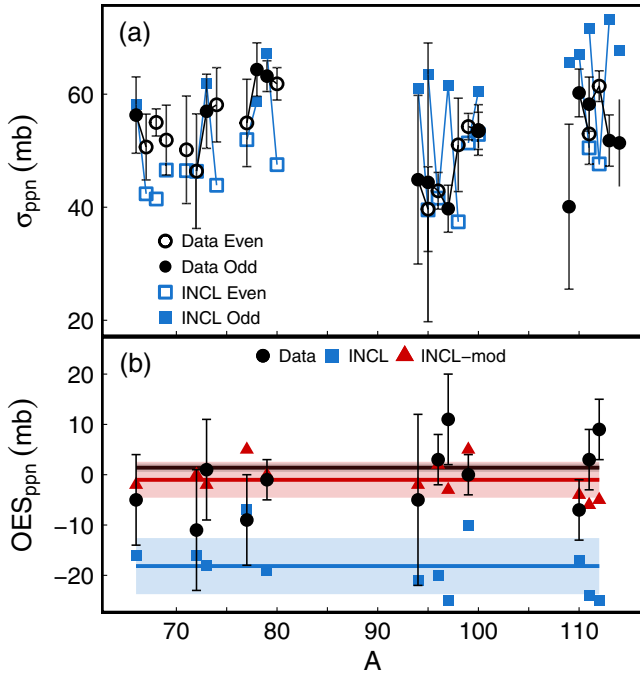 (a)
σppn (mb)
60
40
20
Data Even
Data Odd
INCL Even
INCL Odd
(b)
Data INCL INCL−mod
OESppn (mb)
20
10
0
−10
−20
70 80 90 100 110
A